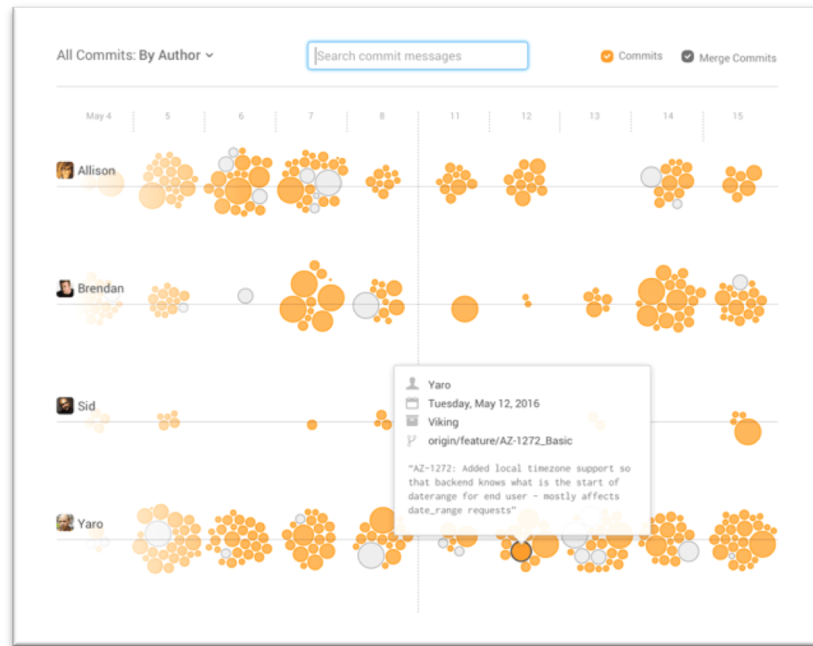 All Commits: By Author
Search commit messages
Commits
Merge Commits
May 4 5 6 7 8 11 12 13 14 15
Allison
Brendan
Yaro
Tuesday, May 12, 2016
Sid
Viking
origin/feature/AZ-1272_Basic
"AZ-1272: Added local timezone support so
that backend knows what is the start of
daterange for end user - mostly affects
date_range requests"
Yaro